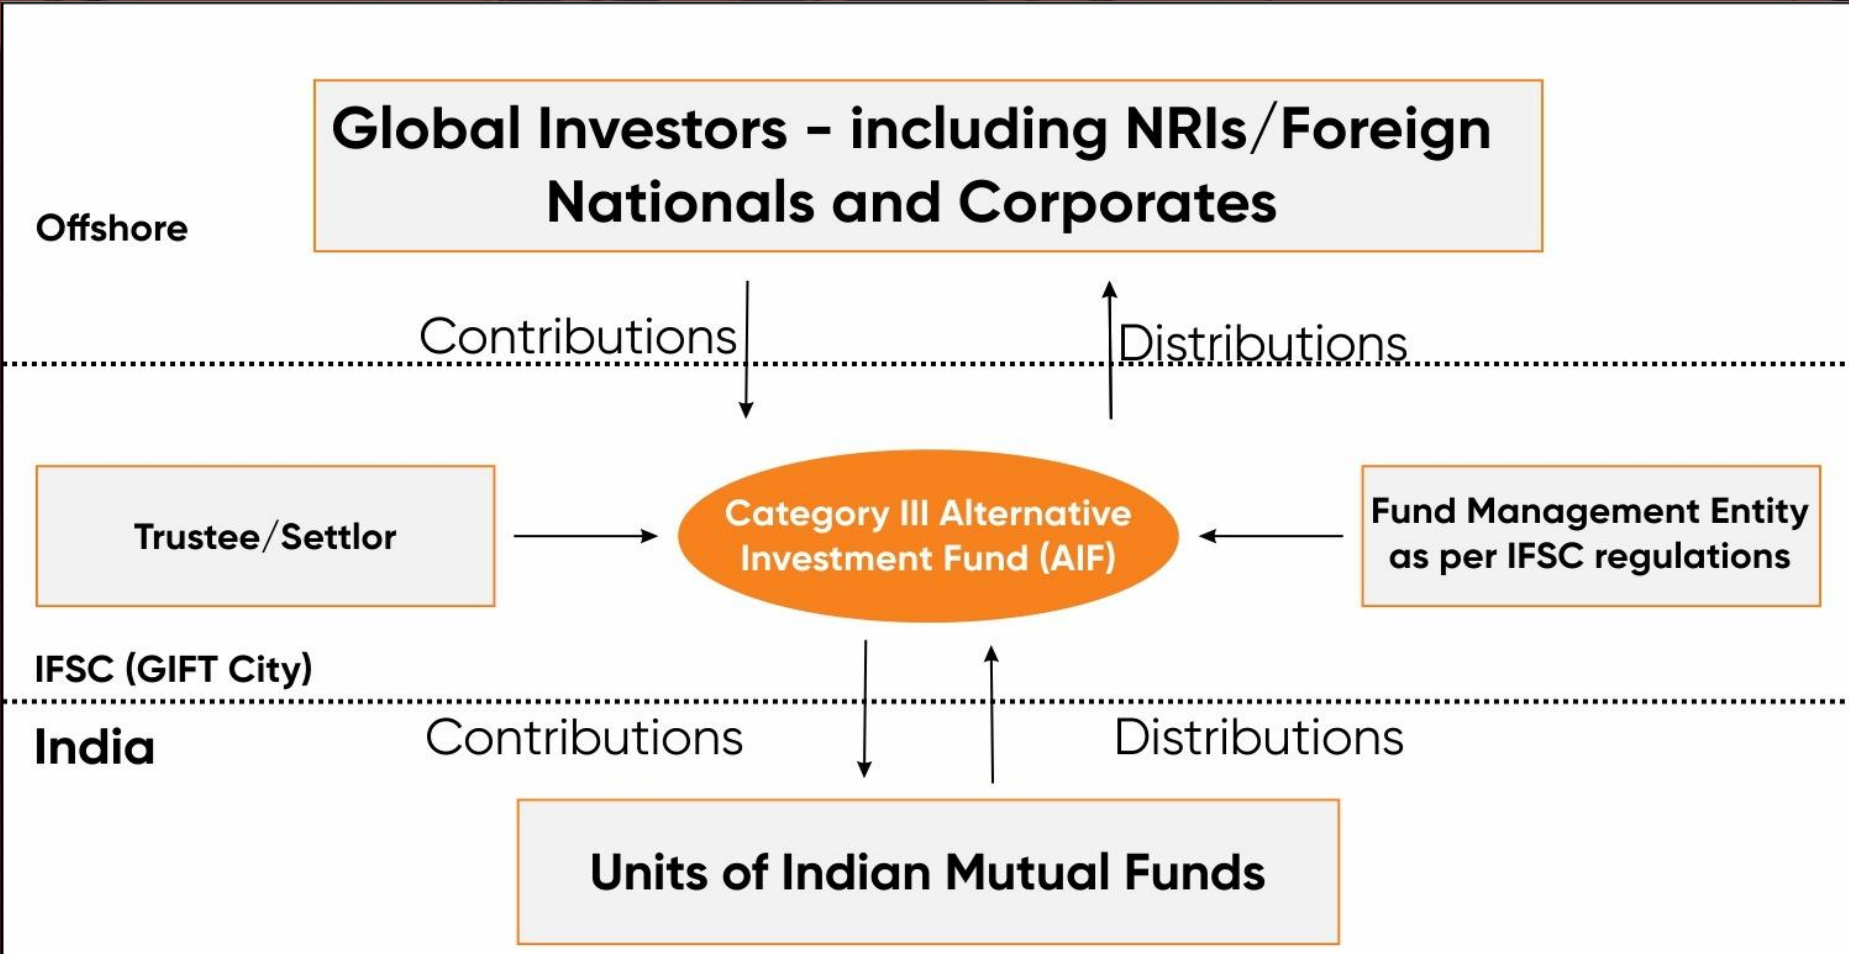 Global Investors - including NRIs/Foreign
Nationals and Corporates
Offshore
Contributions
Distributions
Trustee/Settlor
Category III Alternative
Investment Fund (AIF)
Fund Management Entity
as per IFSC regulations
IFSC (GIFT City)
India
Contributions
Distributions
Units of Indian Mutual Funds